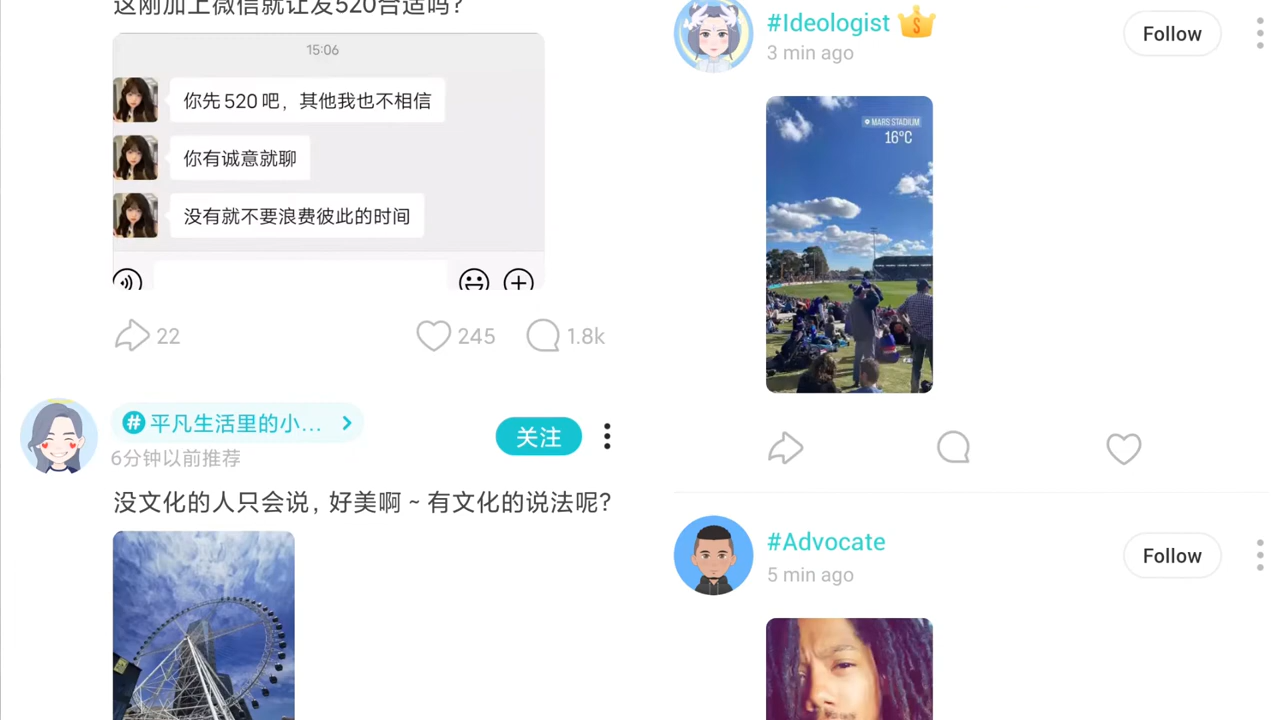 这刚加上微信就让发520合适吗？
15:06
你先520吧，其他我也不相信
你有诚意就聊
没有就不要浪费彼此的时间
22
245
1.8k
#平凡生活里的小...
关注
6分钟以前推荐
没文化的人只会说，好美啊~有文化的说法呢？
#Ideologist
Follow
3 min ago
MARS STADIUM
16°C
#Advocate
Follow
5 min ago